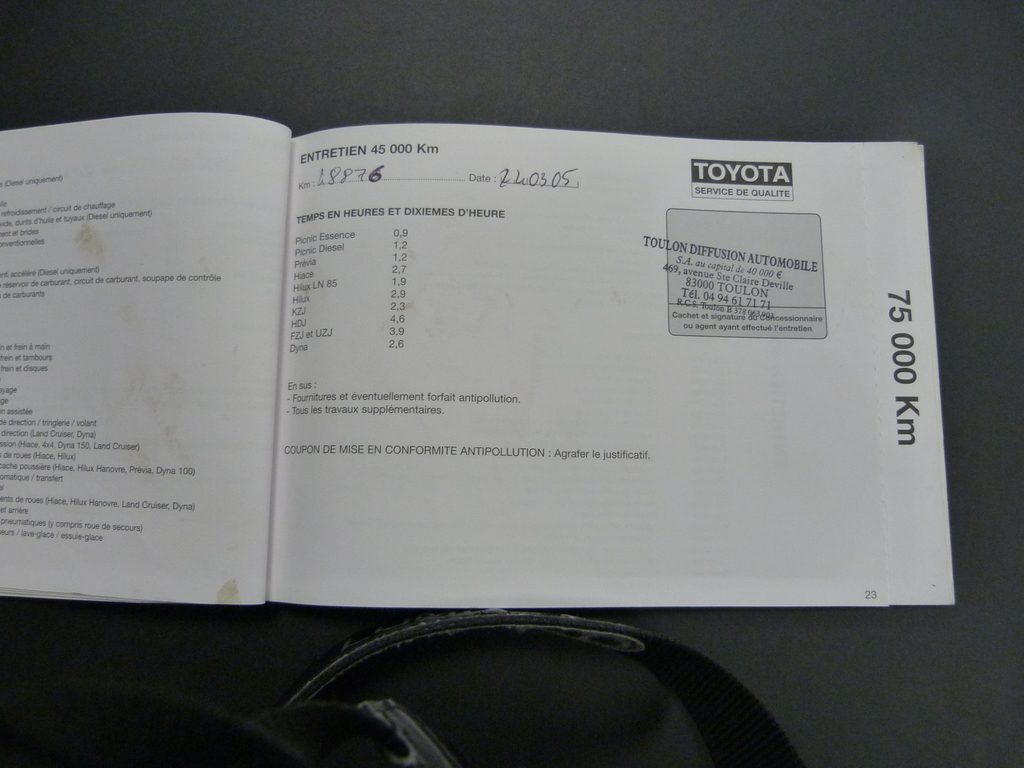 (Diesel uniquement)
refroidissement / circuit de chauffage
vide, durits d'huile et tuyaux (Diesel uniquement)
et brides
conventionnelles
accéléré (Diesel uniquement)
réservoir de carburant, circuit de carburant, soupape de contrôle
de carburants
et frein à main
frein et tambours
frein et disques
assistée
de direction / tringlerie / volant
direction (Land Cruiser, Dyna)
(Hiace, 4x4, Dyna 150, Land Cruiser)
de roues (Hiace, Hilux)
cache poussière (Hiace, Hilux Hanovre, Prévia, Dyna 100)
/ transfert
de roues (Hiace, Hilux Hanovre, Land Cruiser, Dyna)
et arrière
pneumatiques (y compris roue de secours)
/ lave-glace / essuie-glace
ENTRETIEN 45 000 Km
Km : 48876 Date : 22.03.05
TEMPS EN HEURES ET DIXIEMES D'HEURE
Picnic Essence 0,9
Picnic Diesel 1,2
Prévia 1,2
Hiace 2,7
Hilux LN 85 1,9
Hilux 2,9
KZJ 2,3
HDJ 4,6
FZJ et UZJ 3,9
Dyna 2,6
En sus :
- Fournitures et éventuellement forfait antipollution.
- Tous les travaux supplémentaires.
COUPON DE MISE EN CONFORMITE ANTIPOLLUTION : Agrafer le justificatif.
TOYOTA
SERVICE DE QUALITE
TOULON DIFFUSION AUTOMOBILE
S.A. au capital de 40 000 €
469, avenue Ste Claire Deville
83000 TOULON
Tél. 04 94 61 71 71
R.C.S. Toulon B 378
Cachet et signature du Concessionnaire
ou agent ayant effectué l'entretien
75 000 Km
23